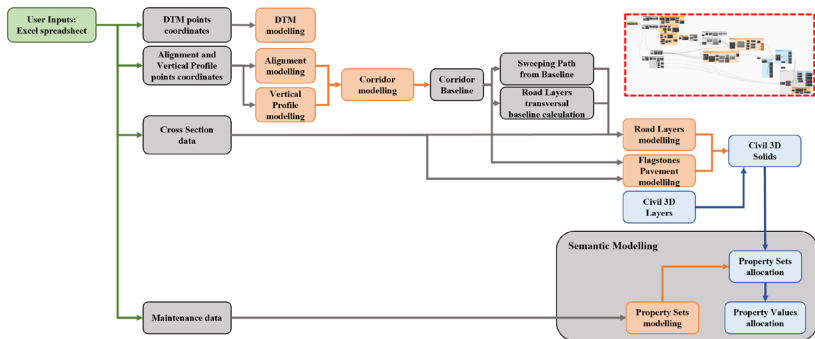 User Inputs:
Excel spreadsheet
DTM points
coordinates
DTM
modelling
Alignment and
Vertical Profile
points coordinates
Alignment
modelling
Vertical
Profile
modelling
Corridor
modelling
Corridor
Baseline
Sweeping Path
from Baseline
Road Layers
transversal
baseline calculation
Cross Section
data
Road Layers
modellilng
Flagstones
Pavement
modellilng
Civil 3D
Solids
Civil 3D
Layers
Semantic Modelling
Property Sets
allocation
Maintenance data
Property Sets
modelling
Property Values
allocation